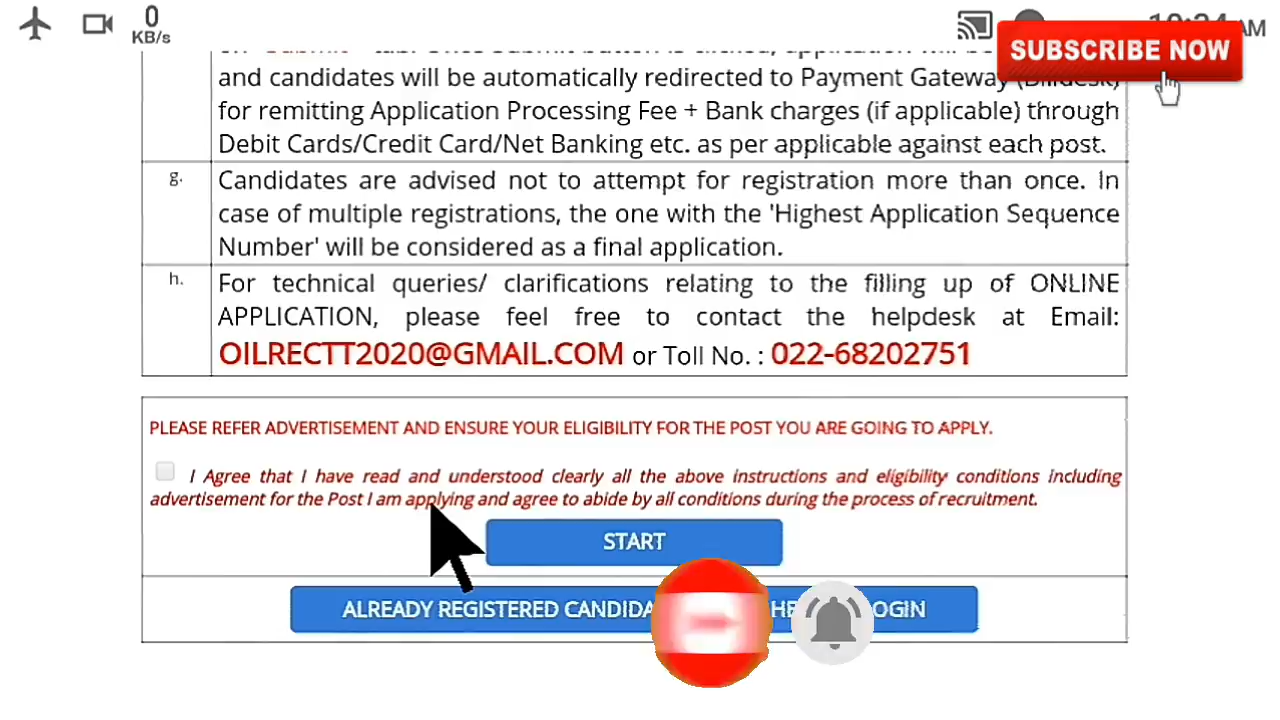 0
KB/s
AM
SUBSCRIBE NOW
and candidates will be automatically redirected to Payment Gateway (Billdesk)
for remitting Application Processing Fee + Bank charges (if applicable) through
Debit Cards/Credit Card/Net Banking etc. as per applicable against each post.
g. Candidates are advised not to attempt for registration more than once. In
case of multiple registrations, the one with the 'Highest Application Sequence
Number' will be considered as a final application.
h. For technical queries/ clarifications relating to the filling up of ONLINE
APPLICATION, please feel free to contact the helpdesk at Email:
OILRECTT2020@GMAIL.COM or Toll No. : 022-68202751
PLEASE REFER ADVERTISEMENT AND ENSURE YOUR ELIGIBILITY FOR THE POST YOU ARE GOING TO APPLY.
I Agree that I have read and understood clearly all the above instructions and eligibility conditions including
advertisement for the Post I am applying and agree to abide by all conditions during the process of recruitment.
START
ALREADY REGISTERED